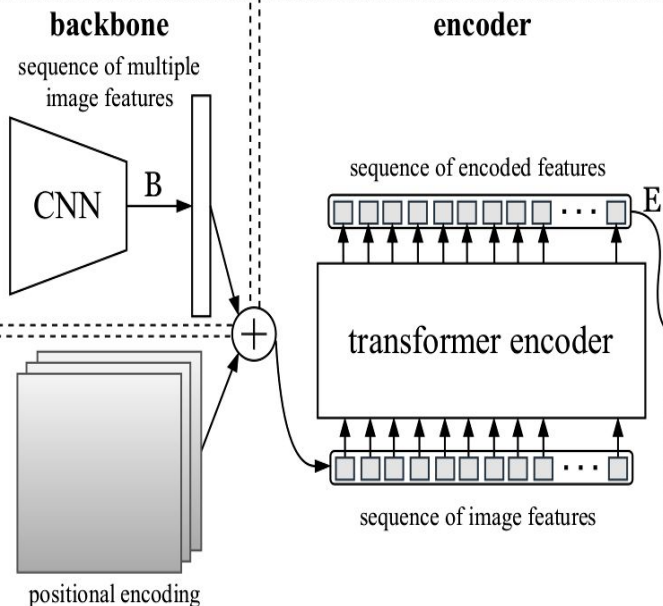 backbone
sequence of multiple
image features
CNN
B
+
positional encoding
encoder
sequence of encoded features
E
...
transformer encoder
...
sequence of image features